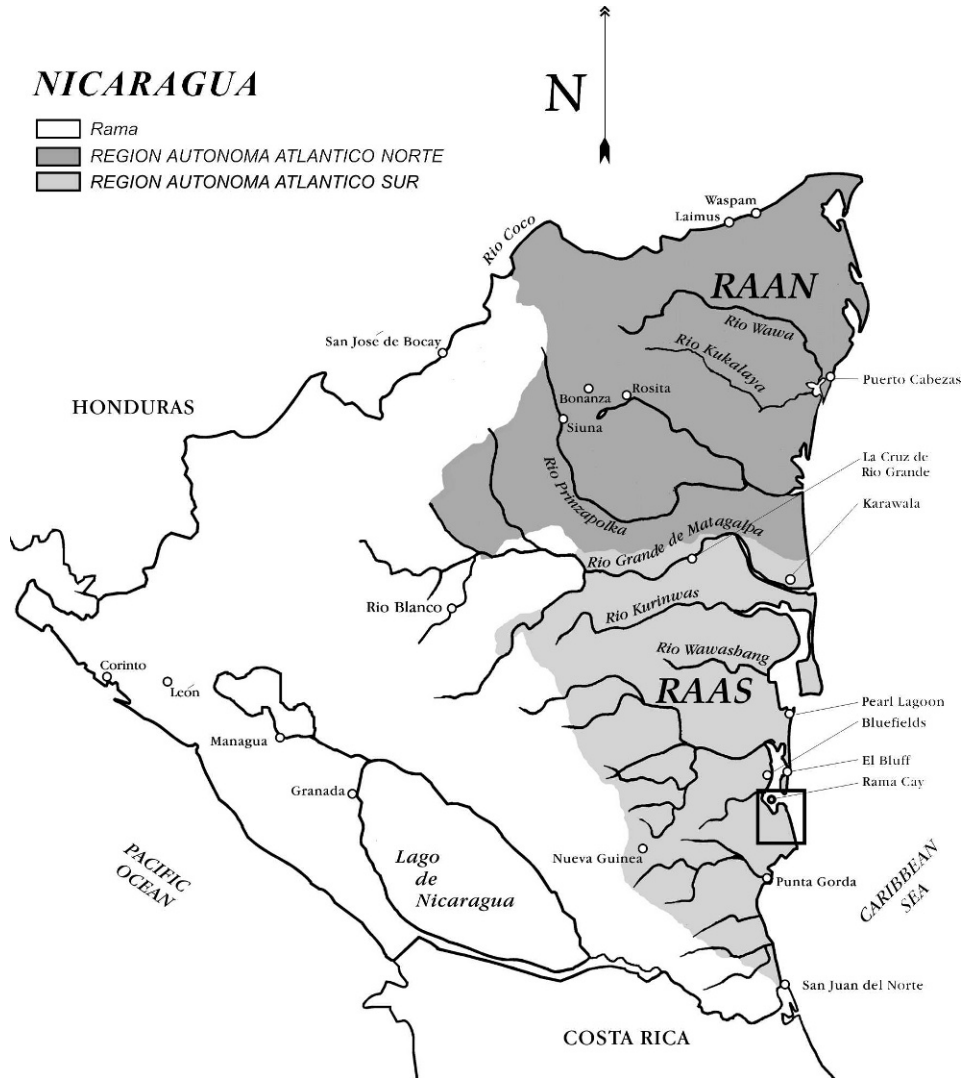 NICARAGUA
Rama
REGION AUTONOMA ATLANTICO NORTE
REGION AUTONOMA ATLANTICO SUR
N
Waspam
Laimus
Rio Coco
RAAN
Rio Wawa
San José de Bocay
Rio Kukalaya
Puerto Cabezas
HONDURAS
Bonanza
Rosita
Siuna
La Cruz de
Rio Grande
Rio Prinzapolka
Karawala
Rio Grande de Matagalpa
Rio Blanco
Rio Kurinwas
Rio Wawashang
Corinto
León
RAAS
Pearl Lagoon
Bluefields
Managua
El Bluff
Rama Cay
Granada
Nueva Guinea
Lago
de
Nicaragua
PACIFIC
OCEAN
Punta Gorda
CARIBBEAN
SEA
San Juan del Norte
COSTA RICA